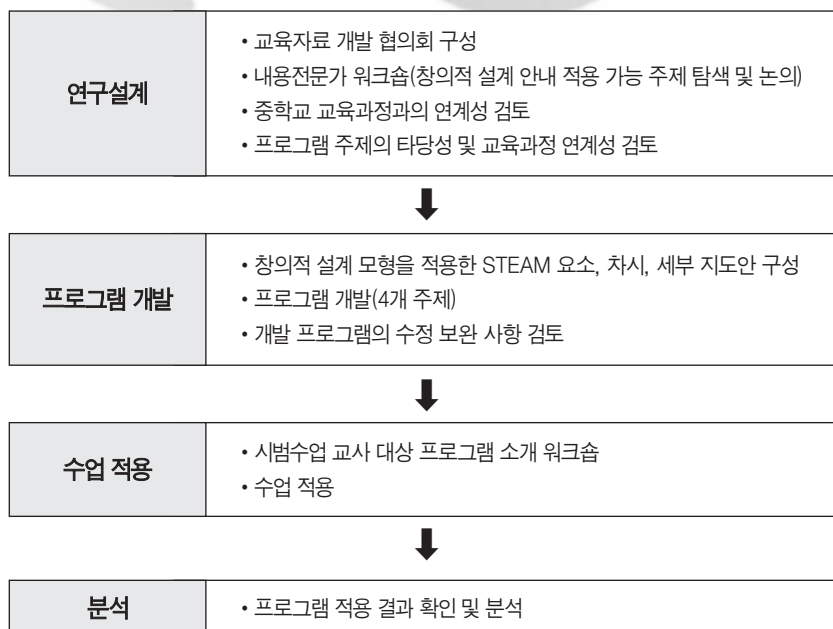 연구설계
• 교육자료 개발 협의회 구성
• 내용전문가 워크숍(창의적 설계 안내 적용 가능 주제 탐색 및 논의)
• 중학교 교육과정과의 연계성 검토
• 프로그램 주제의 타당성 및 교육과정 연계성 검토
프로그램 개발
• 창의적 설계 모형을 적용한 STEAM 요소, 차시, 세부 지도안 구성
• 프로그램 개발(4개 주제)
• 개발 프로그램의 수정 보완 사항 검토
수업 적용
• 시범수업 교사 대상 프로그램 소개 워크숍
• 수업 적용
분석
• 프로그램 적용 결과 확인 및 분석